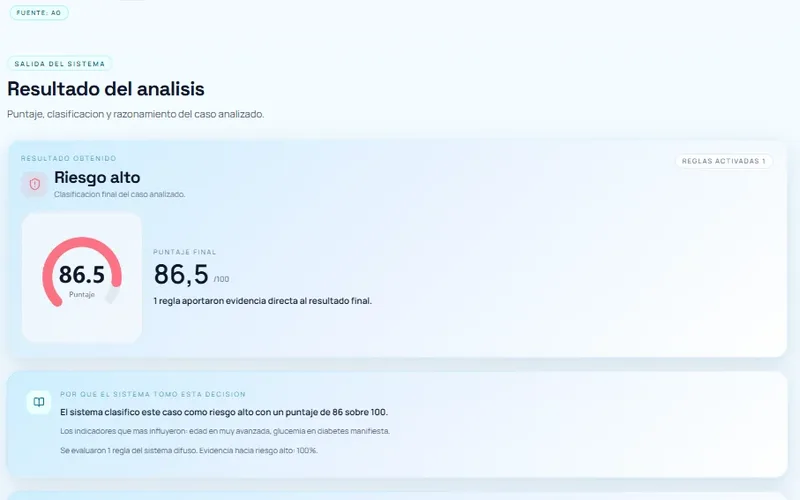 FUENTE: AG
SALIDA DEL SISTEMA
Resultado del analisis
Puntaje, clasificacion y razonamiento del caso analizado.
RESULTADO OBTENIDO
REGLAS ACTIVADAS 1
Riesgo alto
Clasificacion final del caso analizado.
86.5
Puntaje
PUNTAJE FINAL
86,5 /100
1 regla aportaron evidencia directa al resultado final.
POR QUE EL SISTEMA TOMO ESTA DECISION
El sistema clasifico este caso como riesgo alto con un puntaje de 86 sobre 100.
Los indicadores que mas influyeron: edad en muy avanzada, glucemia en diabetes manifiesta.
Se evaluaron 1 regla del sistema difuso. Evidencia hacia riesgo alto: 100%.